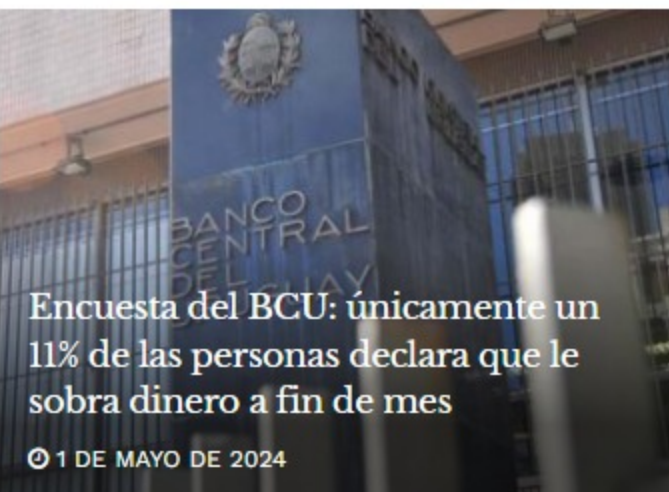 BANCO
CENTRAL
DEL
Encuesta del BCU: únicamente un
11% de las personas declara que le
sobra dinero a fin de mes
1 DE MAYO DE 2024